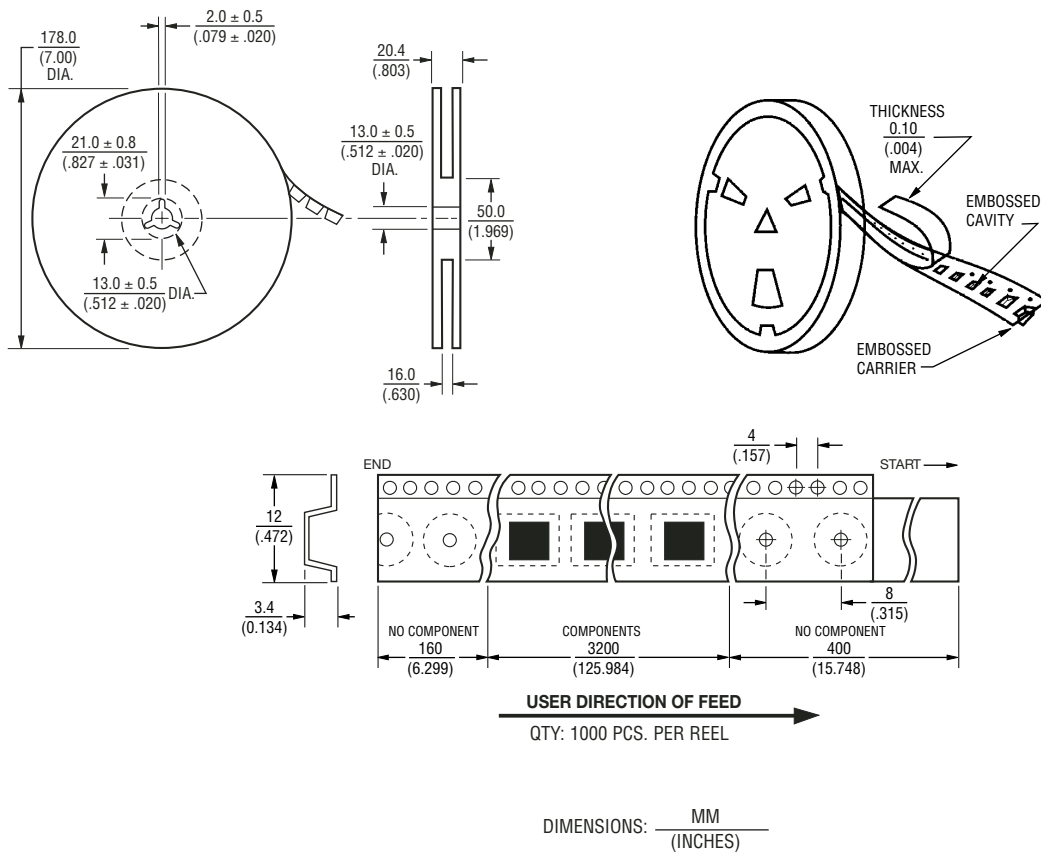 2.0 ± 0.5
(.079 ± .020)
178.0
(7.00)
DIA.
21.0 ± 0.8
(.827 ± .031)
13.0 ± 0.5
(.512 ± .020)
DIA.
20.4
(.803)
13.0 ± 0.5
(.512 ± .020)
DIA.
50.0
(1.969)
16.0
(.630)
THICKNESS
0.10
(.004)
MAX.
EMBOSSED
CAVITY
EMBOSSED
CARRIER
END
4
(.157)
START
12
(.472)
3.4
(0.134)
8
(.315)
NO COMPONENT
160
(6.299)
COMPONENTS
3200
(125.984)
NO COMPONENT
400
(15.748)
USER DIRECTION OF FEED
QTY: 1000 PCS. PER REEL
DIMENSIONS:
MM
(INCHES)